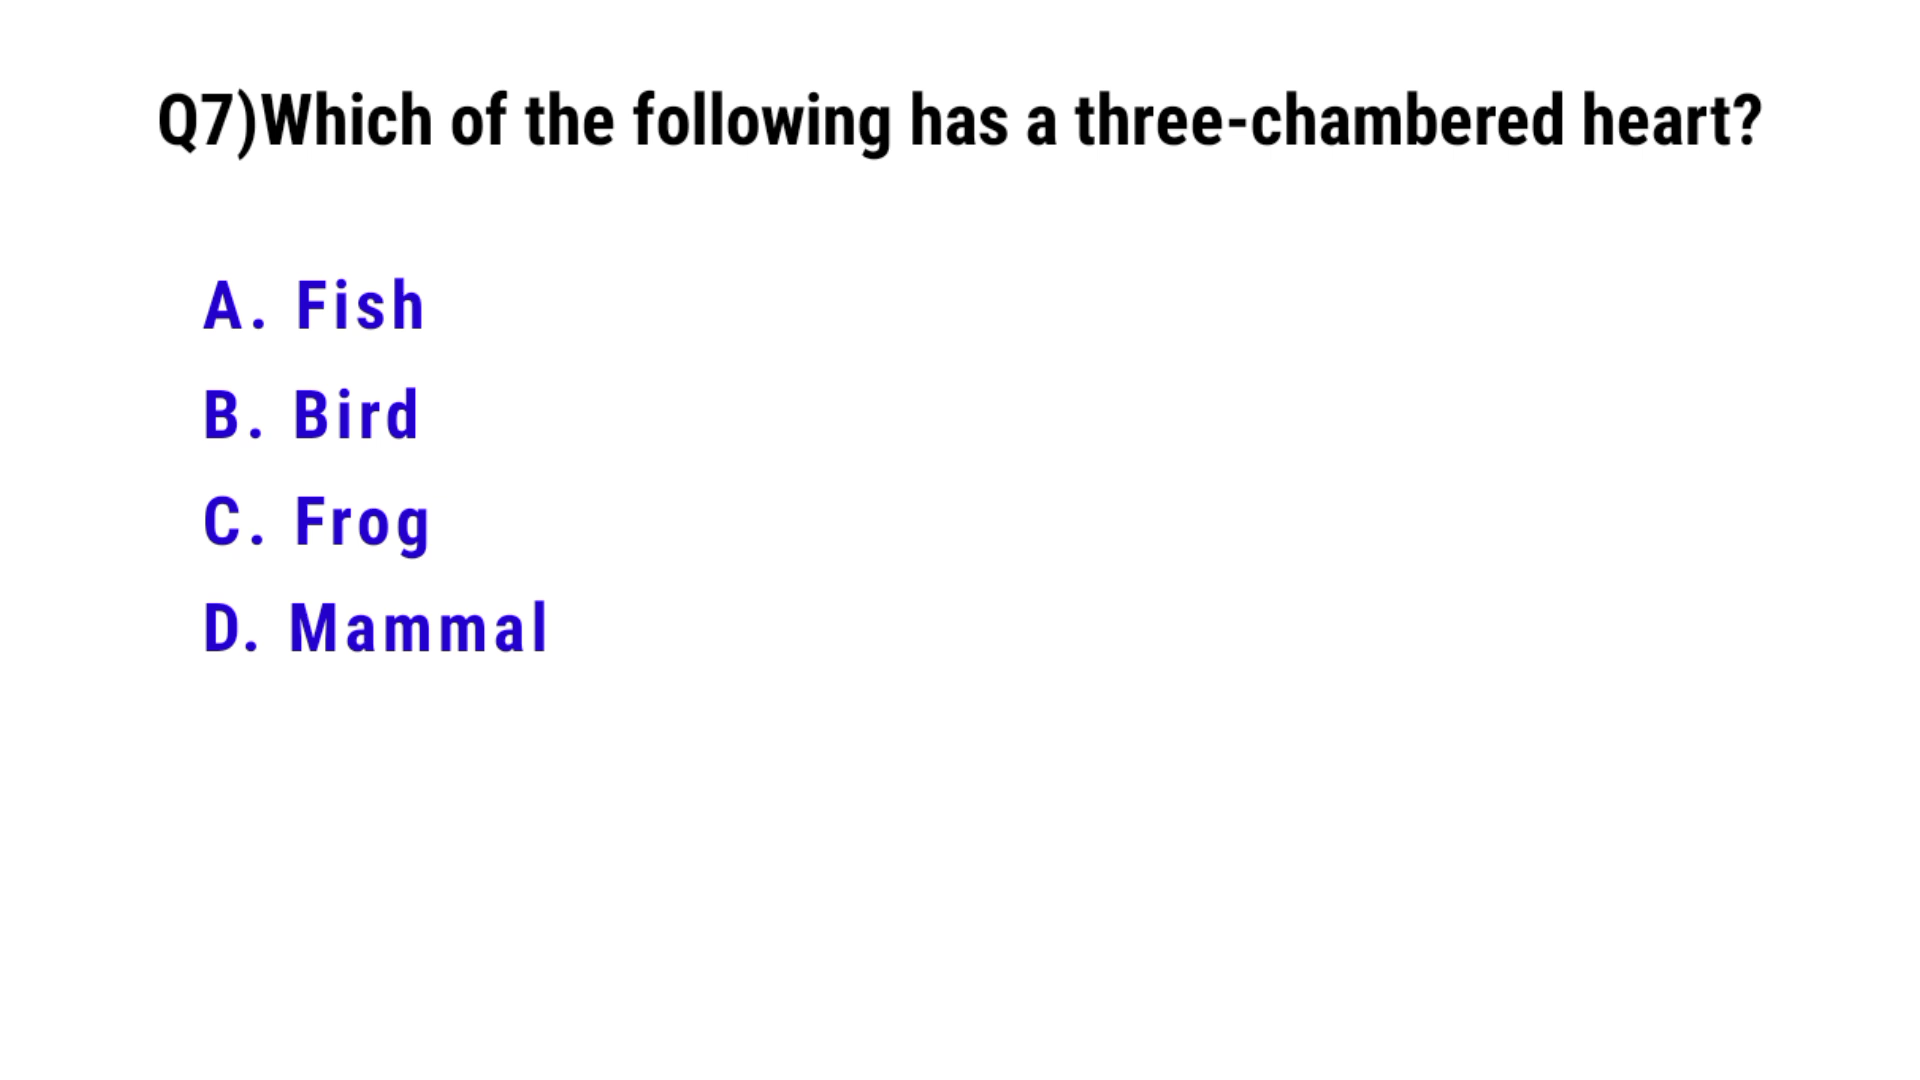 Q7)Which of the following has a three-chambered heart?
A. Fish
B. Bird
C. Frog
D. Mammal